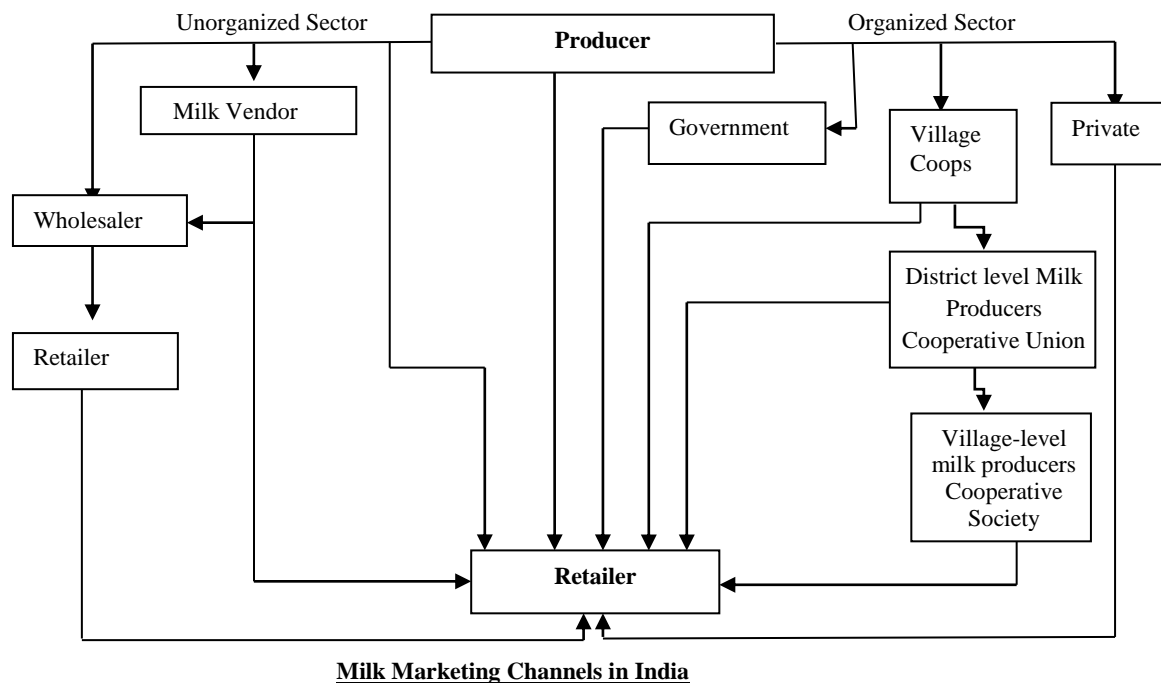 Unorganized Sector
Producer
Organized Sector
Milk Vendor
Government
Village
Coops
Private
Wholesaler
District level Milk
Producers
Cooperative Union
Retailer
Village-level
milk producers
Cooperative
Society
Retailer
Milk Marketing Channels in India